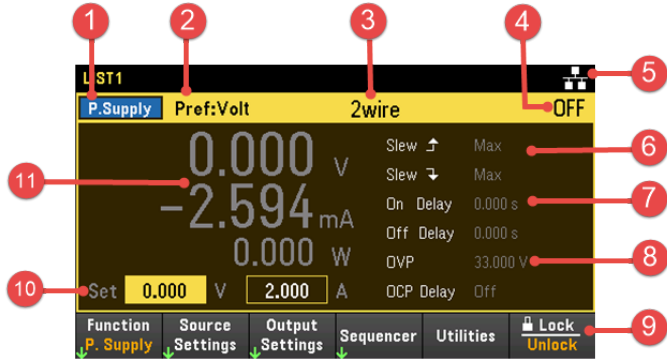 1 2 3 4
LIST1 5
P.Supply Pref:Volt 2wire OFF
0.000 V Slew Max 6
Slew Max
11
-2.594 mA On Delay 0.000 s 7
Off Delay 0.000 s
0.000 W OVP 33.000 V 8
10 Set 0.000 V 2.000 A OCP Delay Off
Function Source Output Sequencer Utilities Lock 9
P. Supply Settings Settings Unlock